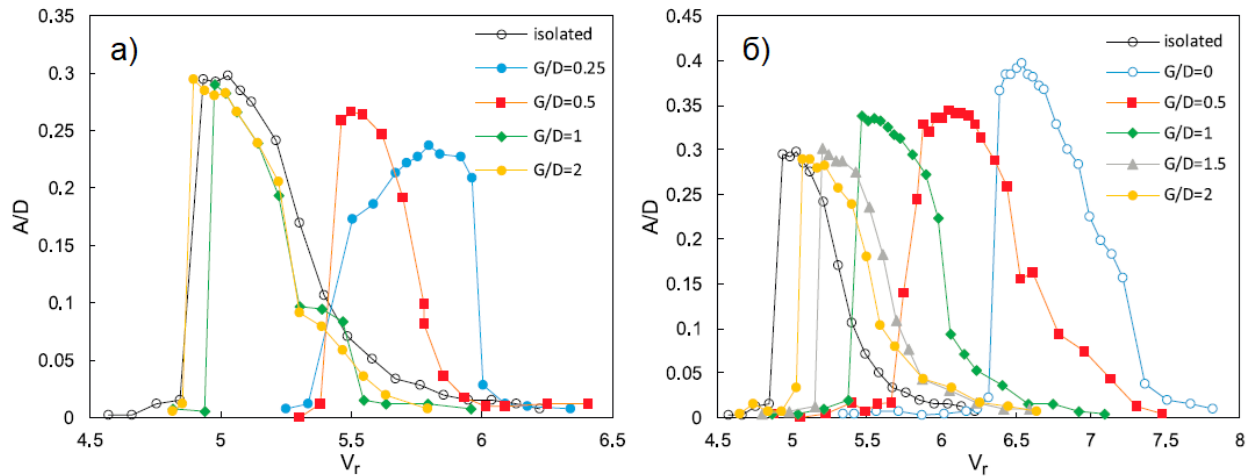 а)
A/D
0.35
0.3
0.25
0.2
0.15
0.1
0.05
0
4.5
5
5.5
6
6.5
Vr
isolated
G/D=0.25
G/D=0.5
G/D=1
G/D=2
б)
A/D
0.45
0.4
0.35
0.3
0.25
0.2
0.15
0.1
0.05
0
4.5
5
5.5
6
6.5
7
7.5
8
Vr
isolated
G/D=0
G/D=0.5
G/D=1
G/D=1.5
G/D=2